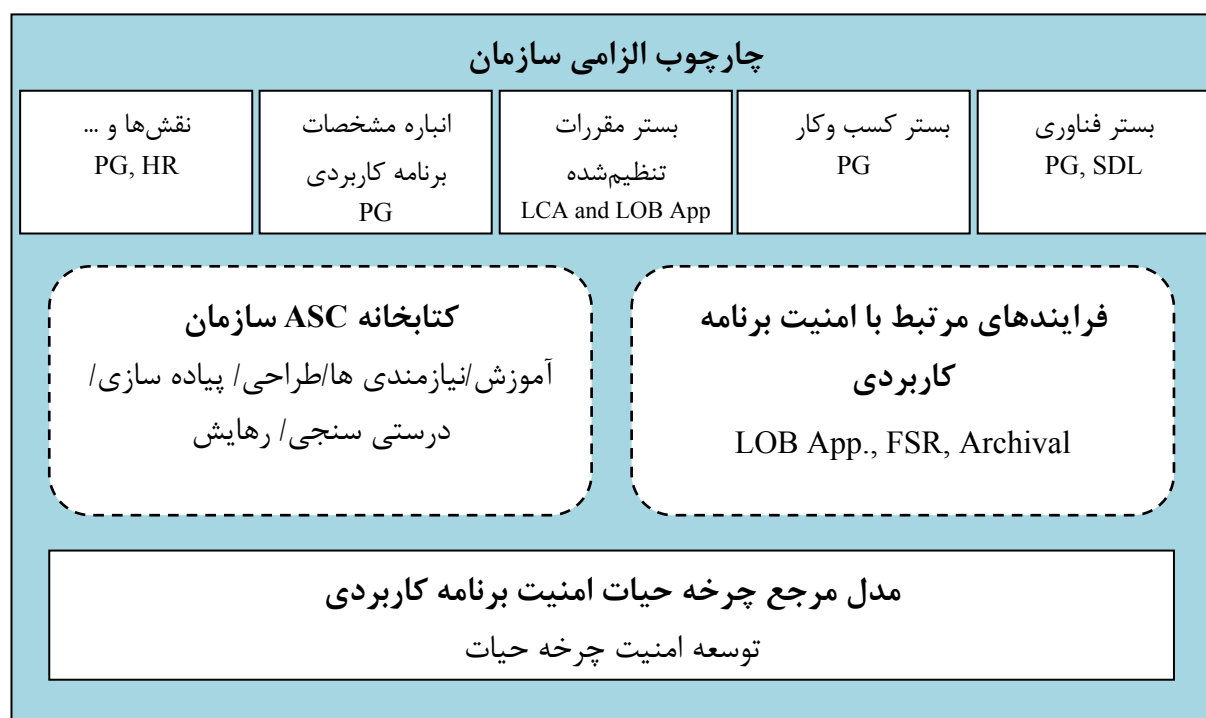 چارچوب الزامی سازمان
بستر فناوری
PG, SDL
بستر کسب وکار
PG
بستر مقررات
تنظیم‌شده
LCA and LOB App
انباره مشخصات
برنامه کاربردی
PG
نقش‌ها و ...
PG, HR
فرایندهای مرتبط با امنیت برنامه
کاربردی
LOB App., FSR, Archival
کتابخانه ASC سازمان
آموزش/نیازمندی ها/طراحی/ پیاده سازی/
درستی سنجی/ رهایش
مدل مرجع چرخه حیات امنیت برنامه کاربردی
توسعه امنیت چرخه حیات